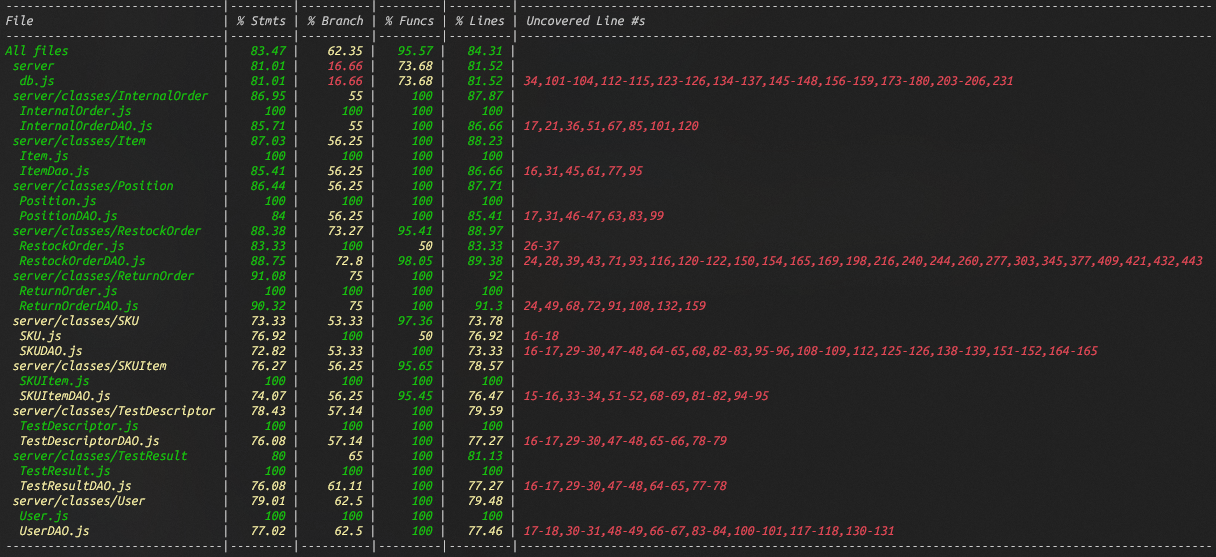 File | % Stmts | % Branch | % Funcs | % Lines | Uncovered Line #s
All files | 83.47 | 62.35 | 95.57 | 84.31 |
server | 81.01 | 16.66 | 73.68 | 81.52 |
db.js | 81.01 | 16.66 | 73.68 | 81.52 | 34,101-104,112-115,123-126,134-137,145-148,156-159,173-180,203-206,231
server/classes/InternalOrder | 86.95 | 55 | 100 | 87.87 |
InternalOrder.js | 100 | 100 | 100 | 100 |
InternalOrderDAO.js | 85.71 | 55 | 100 | 86.66 | 17,21,36,51,67,85,101,120
server/classes/Item | 87.03 | 56.25 | 100 | 88.23 |
Item.js | 100 | 100 | 100 | 100 |
ItemDao.js | 85.41 | 56.25 | 100 | 86.66 | 16,31,45,61,77,95
server/classes/Position | 86.44 | 56.25 | 100 | 87.71 |
Position.js | 100 | 100 | 100 | 100 |
PositionDAO.js | 84 | 56.25 | 100 | 85.41 | 17,31,46-47,63,83,99
server/classes/RestockOrder | 88.38 | 73.27 | 95.41 | 88.97 |
RestockOrder.js | 83.33 | 100 | 50 | 83.33 | 26-37
RestockOrderDAO.js | 88.75 | 72.8 | 98.05 | 89.38 | 24,28,39,43,71,93,116,120-122,150,154,165,169,198,216,240,244,260,277,303,345,377,409,421,432,443
server/classes/ReturnOrder | 91.08 | 75 | 100 | 92 |
ReturnOrder.js | 100 | 100 | 100 | 100 |
ReturnOrderDAO.js | 90.32 | 75 | 100 | 91.3 | 24,49,68,72,91,108,132,159
server/classes/SKU | 73.33 | 53.33 | 97.36 | 73.78 |
SKU.js | 76.92 | 100 | 50 | 76.92 | 16-18
SKUDAO.js | 72.82 | 53.33 | 100 | 73.33 | 16-17,29-30,47-48,64-65,68,82-83,95-96,108-109,112,125-126,138-139,151-152,164-165
server/classes/SKUItem | 76.27 | 56.25 | 95.65 | 78.57 |
SKUItem.js | 100 | 100 | 100 | 100 |
SKUItemDAO.js | 74.07 | 56.25 | 95.45 | 76.47 | 15-16,33-34,51-52,68-69,81-82,94-95
server/classes/TestDescriptor | 78.43 | 57.14 | 100 | 79.59 |
TestDescriptor.js | 100 | 100 | 100 | 100 |
TestDescriptorDAO.js | 76.08 | 57.14 | 100 | 77.27 | 16-17,29-30,47-48,65-66,78-79
server/classes/TestResult | 80 | 65 | 100 | 81.13 |
TestResult.js | 100 | 100 | 100 | 100 |
TestResultDAO.js | 76.08 | 61.11 | 100 | 77.27 | 16-17,29-30,47-48,64-65,77-78
server/classes/User | 79.01 | 62.5 | 100 | 79.48 |
User.js | 100 | 100 | 100 | 100 |
UserDAO.js | 77.02 | 62.5 | 100 | 77.46 | 17-18,30-31,48-49,66-67,83-84,100-101,117-118,130-131